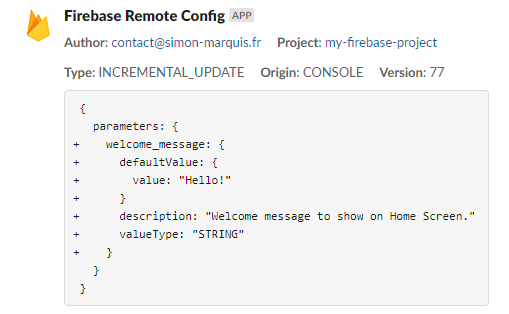 Firebase Remote Config APP
Author: contact@simon-marquis.fr Project: my-firebase-project
Type: INCREMENTAL_UPDATE Origin: CONSOLE Version: 77
{
  parameters: {
+    welcome_message: {
+      defaultValue: {
+        value: "Hello!"
+      }
+      description: "Welcome message to show on Home Screen."
+      valueType: "STRING"
+    }
  }
}